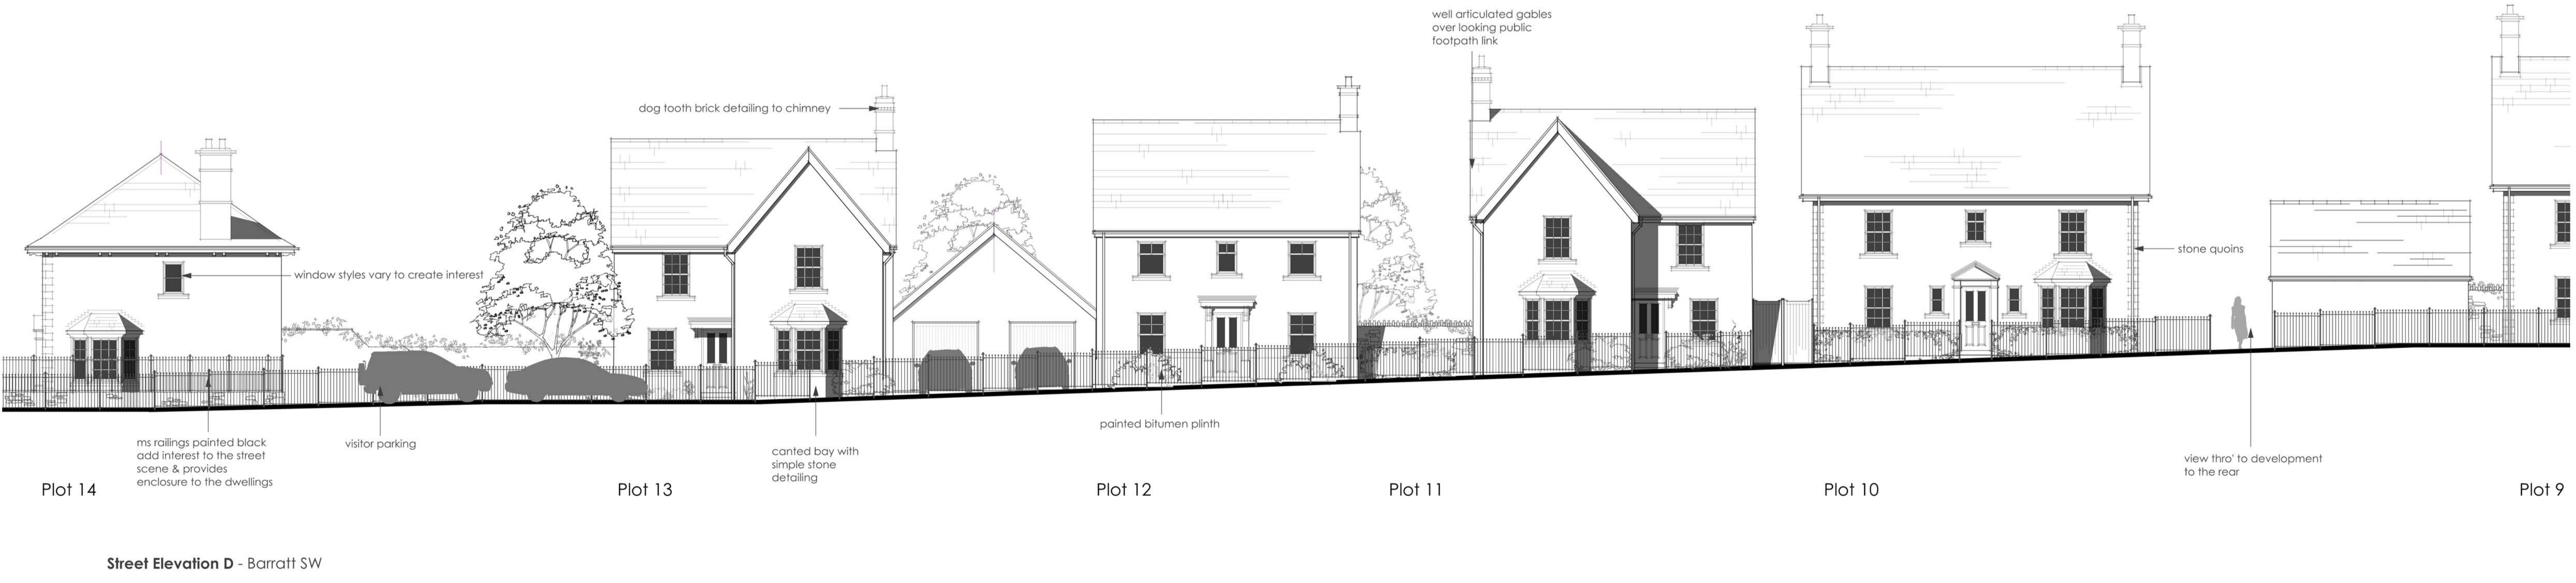 well articulated gables
over looking public
footpath link
dog tooth brick detailing to chimney
window styles vary to create interest
stone quoins
ms railings painted black
add interest to the street
scene & provides
enclosure to the dwellings
visitor parking
canted bay with
simple stone
detailing
painted bitumen plinth
view thro' to development
to the rear
Plot 14
Plot 13
Plot 12
Plot 11
Plot 10
Plot 9
Street Elevation D - Barratt SW